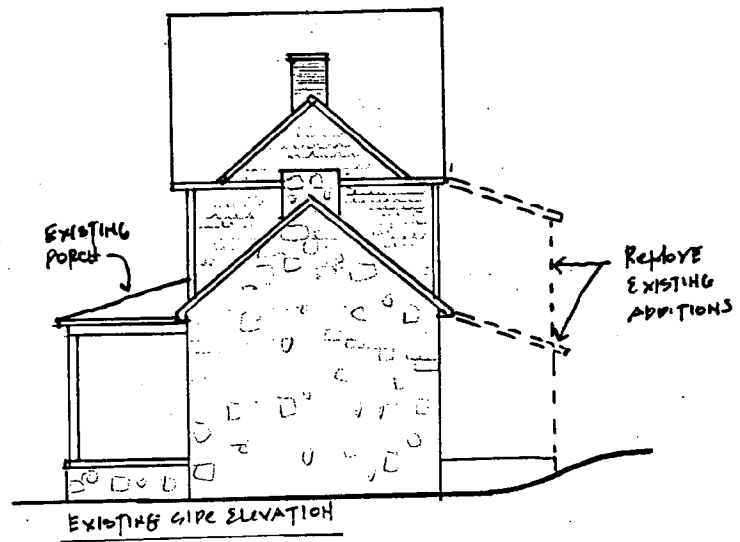 EXISTING
PORCH
REMOVE
EXISTING
ADDITIONS
EXISTING SIDE ELEVATION